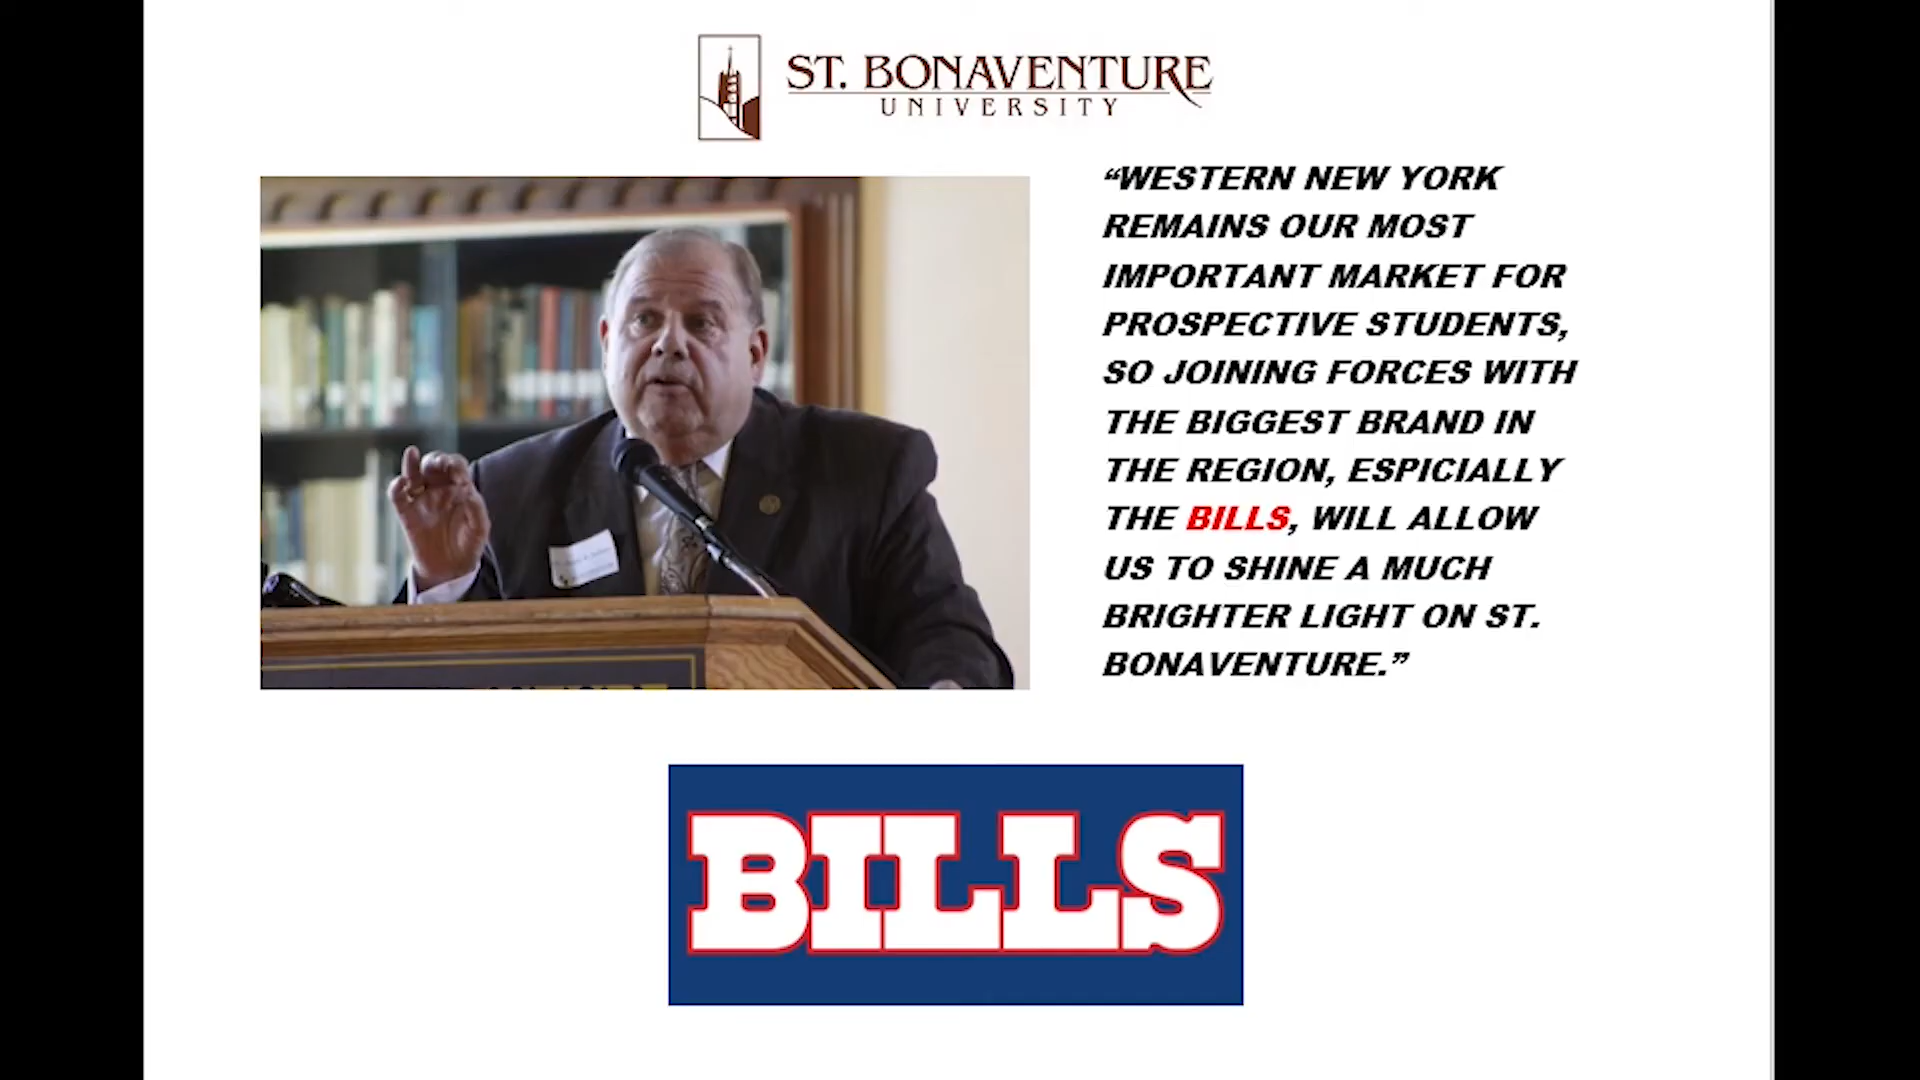 ST. BONAVENTURE
UNIVERSITY
“WESTERN NEW YORK
REMAINS OUR MOST
IMPORTANT MARKET FOR
PROSPECTIVE STUDENTS,
SO JOINING FORCES WITH
THE BIGGEST BRAND IN
THE REGION, ESPICIALLY
THE BILLS, WILL ALLOW
US TO SHINE A MUCH
BRIGHTER LIGHT ON ST.
BONAVENTURE.”
BILLS